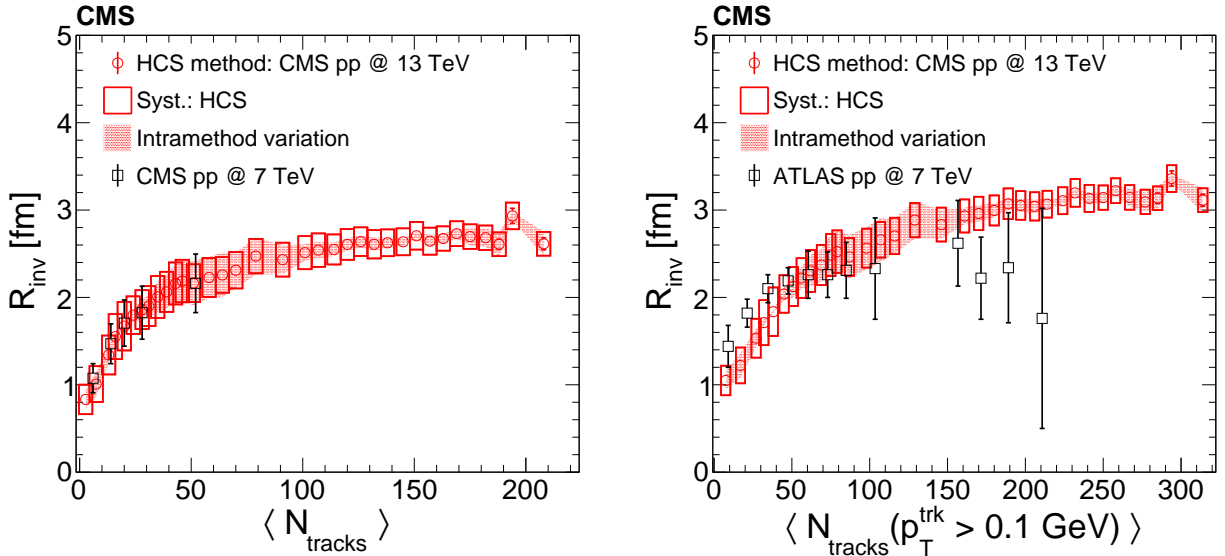 CMS
5
4
3
2
1
0
R_inv [fm]
HCS method: CMS pp @ 13 TeV
Syst.: HCS
Intramethod variation
CMS pp @ 7 TeV
0 50 100 150 200
⟨ N_tracks ⟩
CMS
5
4
3
2
1
0
R_inv [fm]
HCS method: CMS pp @ 13 TeV
Syst.: HCS
Intramethod variation
ATLAS pp @ 7 TeV
0 50 100 150 200 250 300
⟨ N_tracks(p_T^trk > 0.1 GeV) ⟩